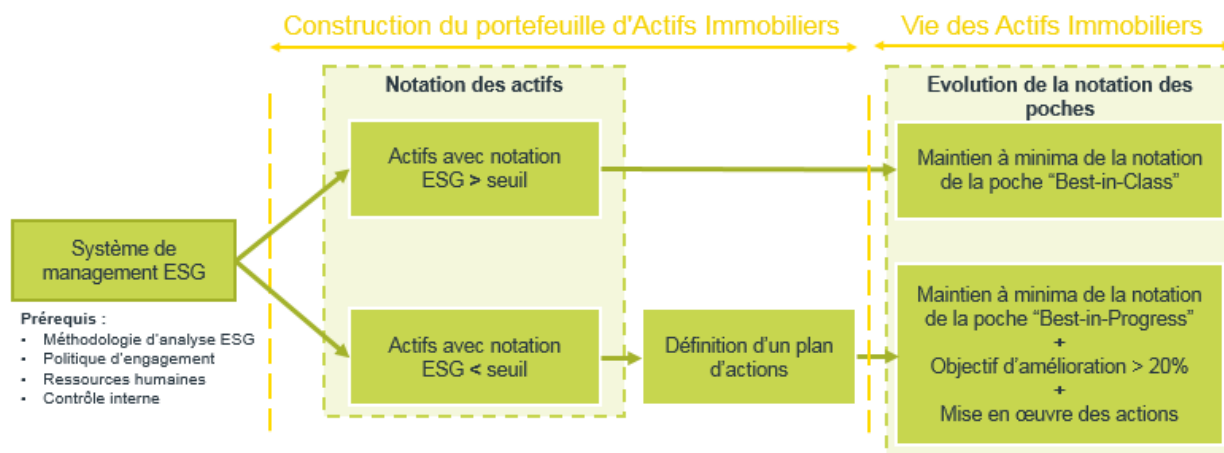 Construction du portefeuille d'Actifs Immobiliers
Vie des Actifs Immobiliers
Notation des actifs
Evolution de la notation des
poches
Actifs avec notation
ESG > seuil
Maintien à minima de la notation
de la poche “Best-in-Class”
Système de
management ESG
Prérequis :
▪ Méthodologie d’analyse ESG
▪ Politique d’engagement
▪ Ressources humaines
▪ Contrôle interne
Actifs avec notation
ESG < seuil
Définition d’un plan
d’actions
Maintien à minima de la notation
de la poche “Best-in-Progress”
+
Objectif d’amélioration > 20%
+
Mise en œuvre des actions